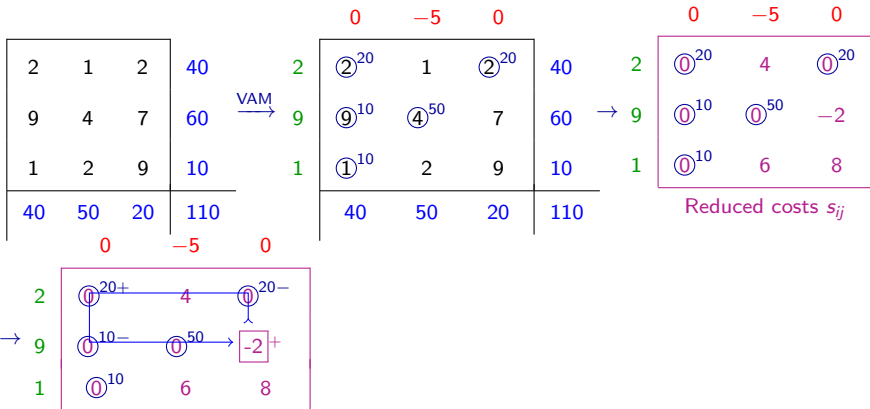 0 −5 0
2 1 2 40
9 4 7 60
1 2 9 10
40 50 20 110
VAM
0 −5 0
2 2 20 1 2 20 40
9 9 10 4 50 7 60
1 1 10 2 9 10
40 50 20 110
→
0 −5 0
2 0 20 4 0 20
9 0 10 0 50 −2
1 0 10 6 8
Reduced costs sij
→
2 0 20+ 4 0 20−
9 0 10− 0 50 -2 +
1 0 10 6 8